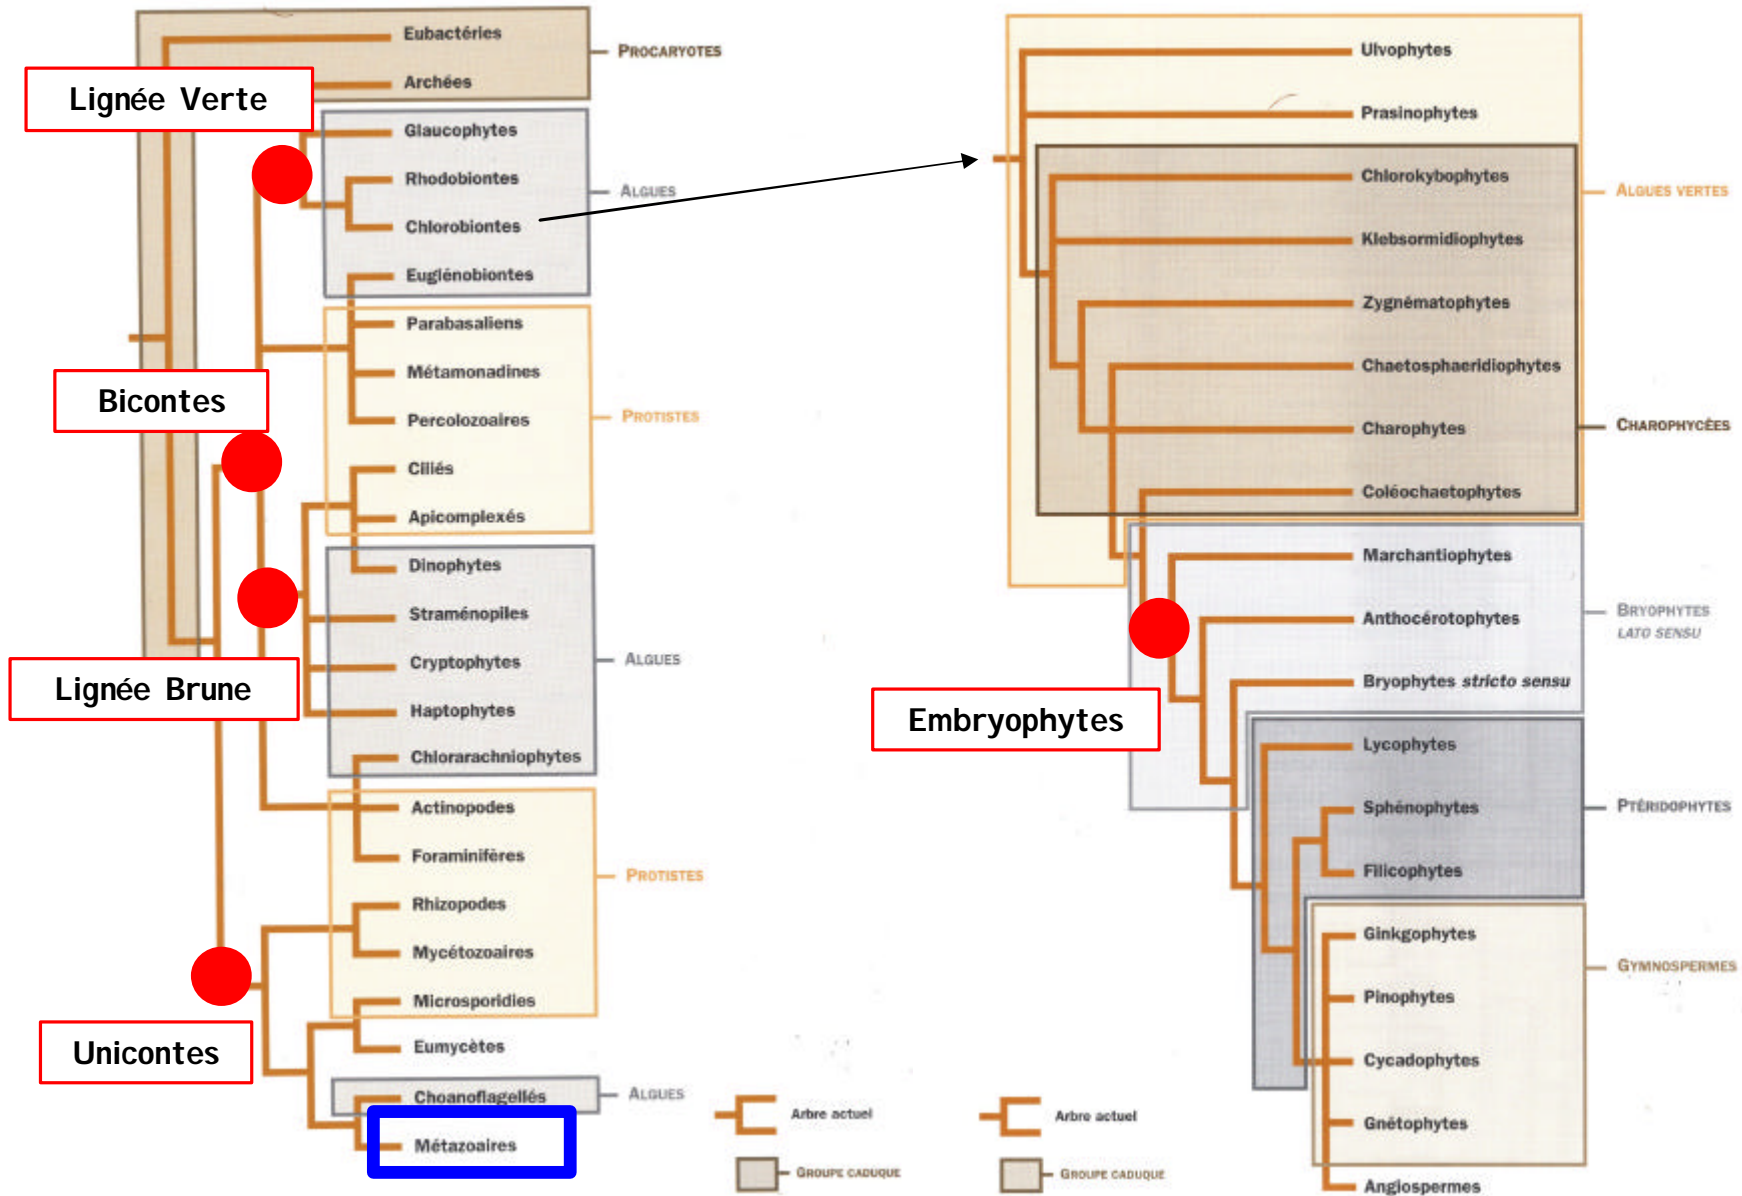 Eubactéries
PROCARYOTES
Archées
Lignée Verte
Glaucophytes
Rhodobiontes
ALGUES
Chlorobiontes
Euglénobiontes
Parabasaliens
Métamonadines
Bicontes
Percolozoaires
PROTISTES
Ciliés
Apicomplexés
Dinophytes
Straménopiles
Cryptophytes
ALGUES
Lignée Brune
Haptophytes
Chlorarachniophytes
Actinopodes
Foraminifères
PROTISTES
Rhizopodes
Mycétozoaires
Microsporidies
Unicontes
Eumycètes
Choanoflagellés
ALGUES
Métazoaires
Arbre actuel
GROUPE CADUQUE
Ulvophytes
Prasinophytes
Chlorokybophytes
ALGUES VERTES
Klebsormidiophytes
Zygnématophytes
Chaetosphaeridiophytes
Charophytes
CHAROPHYCÉES
Coléochaetophytes
Marchantiophytes
Anthocérotophytes
BRYOPHYTES
LATO SENSU
Bryophytes stricto sensu
Embryophytes
Lycophytes
Sphénophytes
PTÉRIDOPHYTES
Filicophytes
Ginkgophytes
GYMNOSPERMES
Pinophytes
Cycadophytes
Gnétophytes
Angiospermes
Arbre actuel
GROUPE CADUQUE